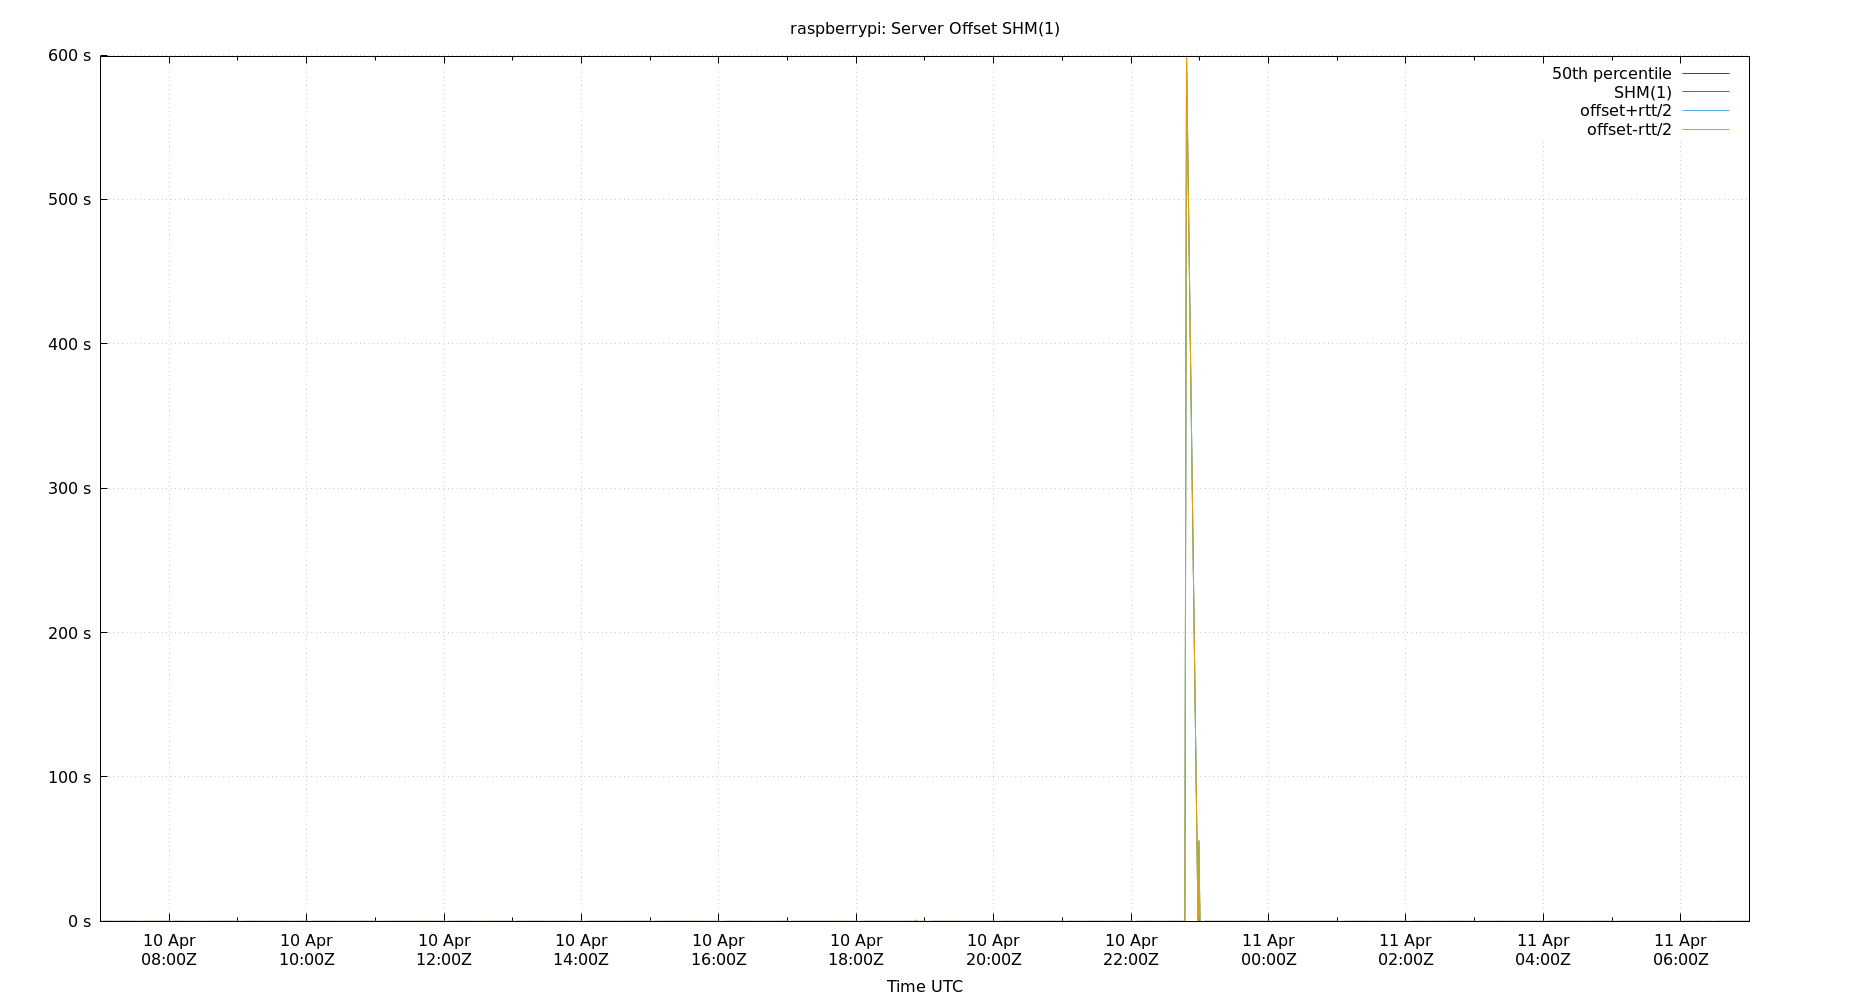 raspberrypi: Server Offset SHM(1)
600 s
500 s
400 s
300 s
200 s
100 s
0 s
50th percentile
SHM(1)
offset+rtt/2
offset-rtt/2
10 Apr 10 Apr 10 Apr 10 Apr 10 Apr 10 Apr 10 Apr 10 Apr 11 Apr 11 Apr 11 Apr 11 Apr
08:00Z 10:00Z 12:00Z 14:00Z 16:00Z 18:00Z 20:00Z 22:00Z 00:00Z 02:00Z 04:00Z 06:00Z
Time UTC